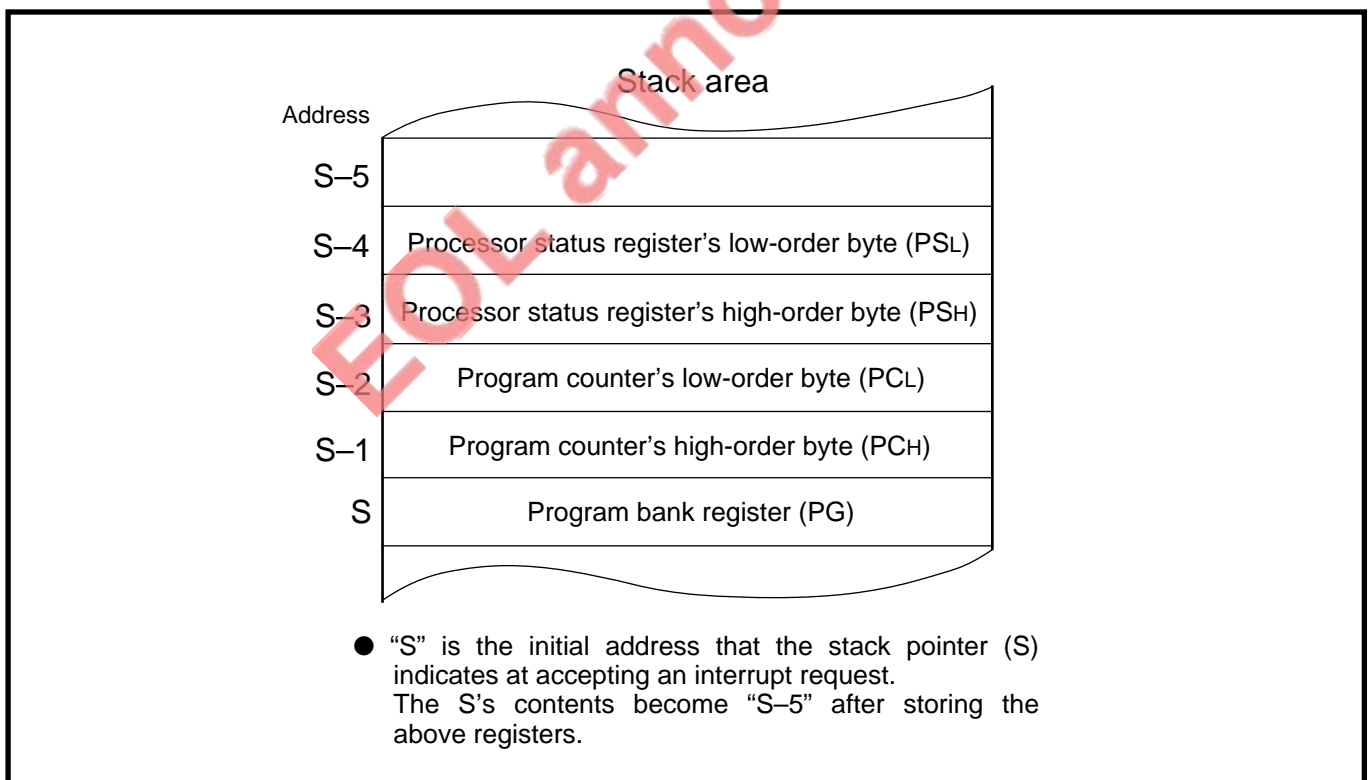 Stack area
Address
S–5
S–4 Processor status register’s low-order byte (PSL)
S–3 Processor status register’s high-order byte (PSH)
S–2 Program counter’s low-order byte (PCL)
S–1 Program counter’s high-order byte (PCH)
S Program bank register (PG)
● “S” is the initial address that the stack pointer (S)
indicates at accepting an interrupt request.
The S’s contents become “S–5” after storing the
above registers.
EOL